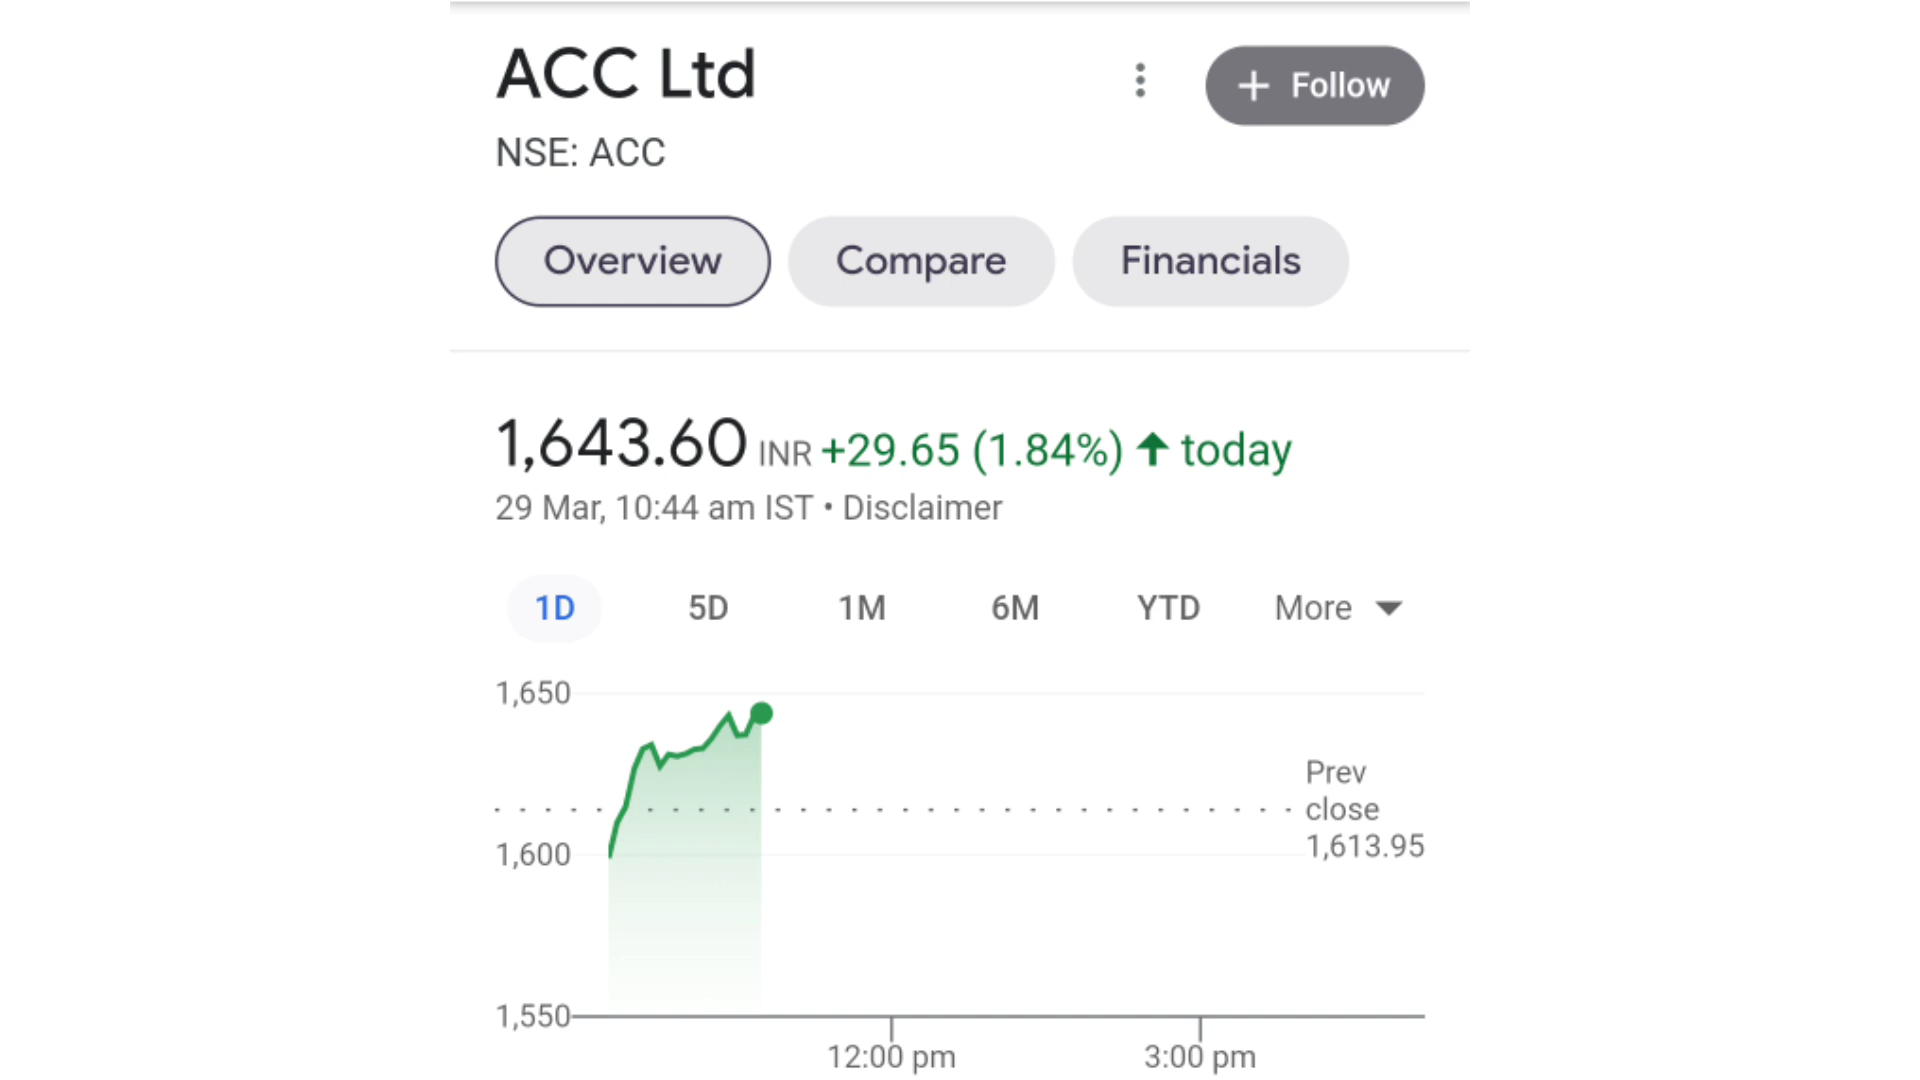 ACC Ltd
+ Follow
NSE: ACC
Overview
Compare
Financials
1,643.60 INR +29.65 (1.84%) ↑ today
29 Mar, 10:44 am IST • Disclaimer
1D 5D 1M 6M YTD More
1,650
Prev
close
1,613.95
1,600
1,550
12:00 pm 3:00 pm